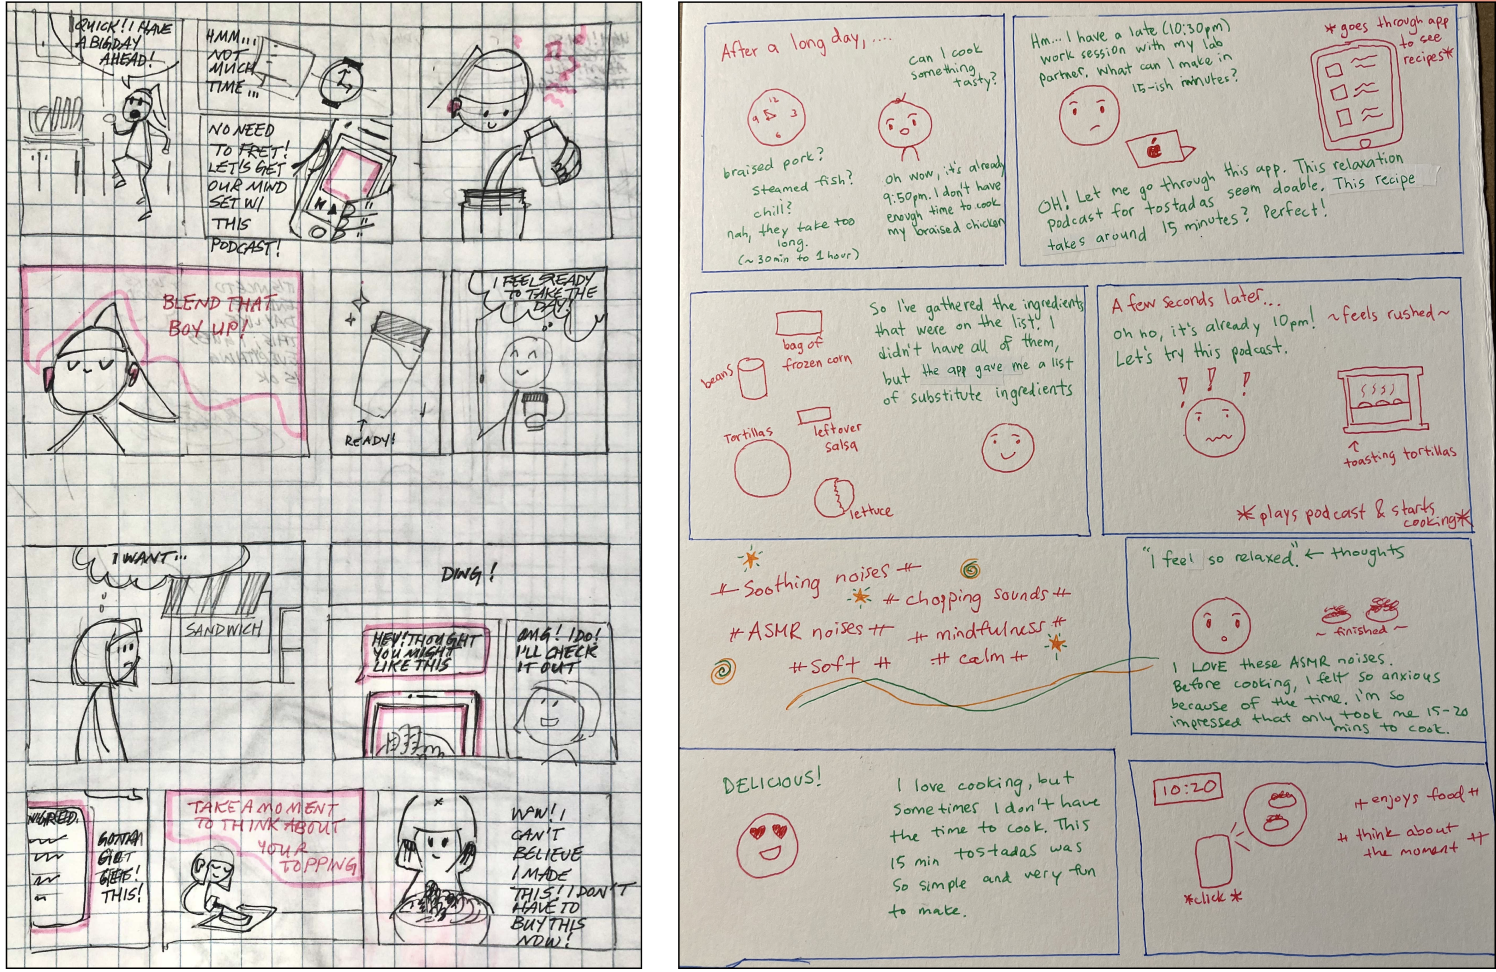 QUICK! I HAVE
A BIG DAY
AHEAD!
HMM...
NOT
MUCH
TIME...
NO NEED
TO FRET!
LET'S GET
OUR MIND
SET W/
THIS
PODCAST!
BLEND THAT
BOY UP!
READY!
I FEEL READY
TO TAKE THE
DAY!
I WANT...
SANDWICH
DING!
HEY! THOUGHT
YOU MIGHT
LIKE THIS
OMG! I DO!
I'LL CHECK
IT OUT
INGRED.
GOTTA
GET
THIS!
TAKE A MOMENT
TO THINK ABOUT
YOUR
TOPPING
WOW! I
CAN'T
BELIEVE
I MADE
THIS! I DON'T
HAVE TO
BUY THIS
NOW!
After a long day,....
Can I cook
something
tasty?
12
9 3
6
braised pork?
steamed fish?
chili?
nah, they take too
long.
(~30min to 1 hour)
oh wow, it's already
9:50pm. I don't have
enough time to cook
my braised chicken
Hm... I have a late (10:30pm)
work session with my lab
partner. What can I make in
15-ish minutes?
*goes through app
to see
recipes*
OH! Let me go through this app. This relaxation
podcast for tostadas seem doable. This recipe
takes around 15 minutes? Perfect!
bag of
frozen corn
beans
Tortillas
leftover
salsa
lettuce
So I've gathered the ingredients
that were on the list. I
didn't have all of them,
but the app gave me a list
of substitute ingredients
A few seconds later...
oh no, it's already 10pm! ~feels rushed~
Let's try this podcast.
toasting tortillas
*plays podcast & starts
cooking*
# Soothing noises #
# chopping sounds #
# ASMR noises #
# mindfulness #
# Soft #
# calm #
"I feel so relaxed." ← thoughts
~ finished ~
I LOVE these ASMR noises.
Before cooking, I felt so anxious
because of the time. i'm so
impressed that only took me 15-20
mins to cook.
DELICIOUS!
I love cooking, but
Sometimes I don't have
the time to cook. This
15 min tostadas was
so simple and very fun
to make.
10:20
*click*
# enjoys food #
# think about
the moment #